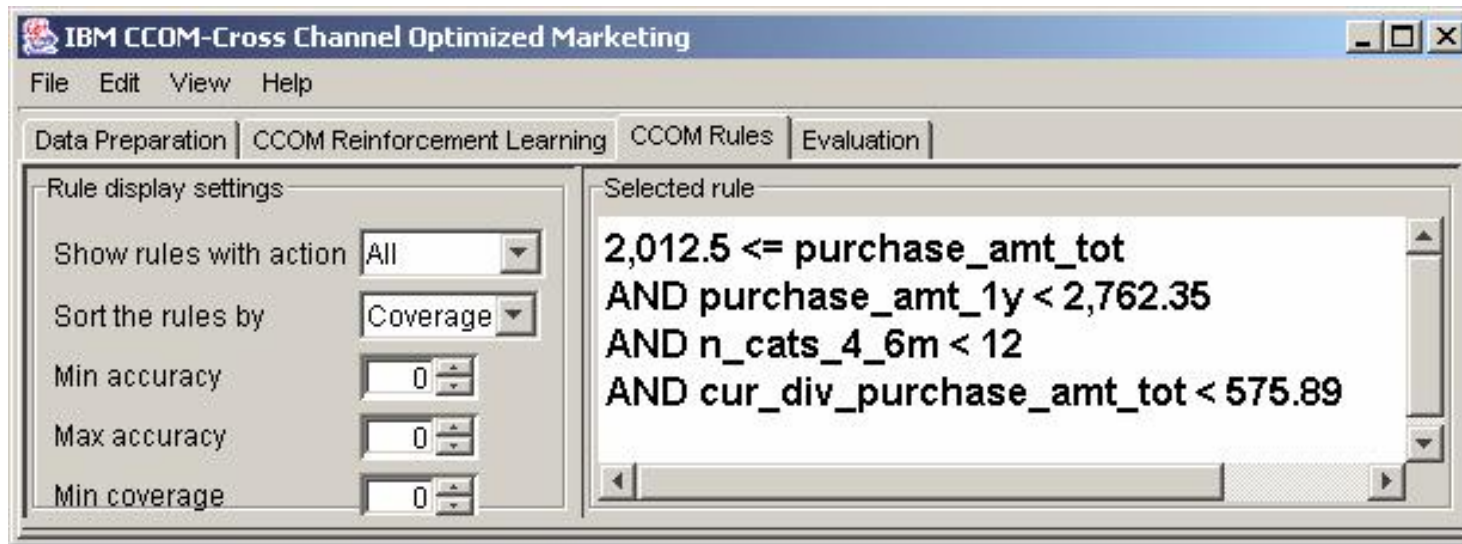 IBM CCOM-Cross Channel Optimized Marketing
File Edit View Help
Data Preparation CCOM Reinforcement Learning CCOM Rules Evaluation
Rule display settings
Show rules with action All
Sort the rules by Coverage
Min accuracy 0
Max accuracy 0
Min coverage 0
Selected rule
2,012.5 <= purchase_amt_tot
AND purchase_amt_1y < 2,762.35
AND n_cats_4_6m < 12
AND cur_div_purchase_amt_tot < 575.89